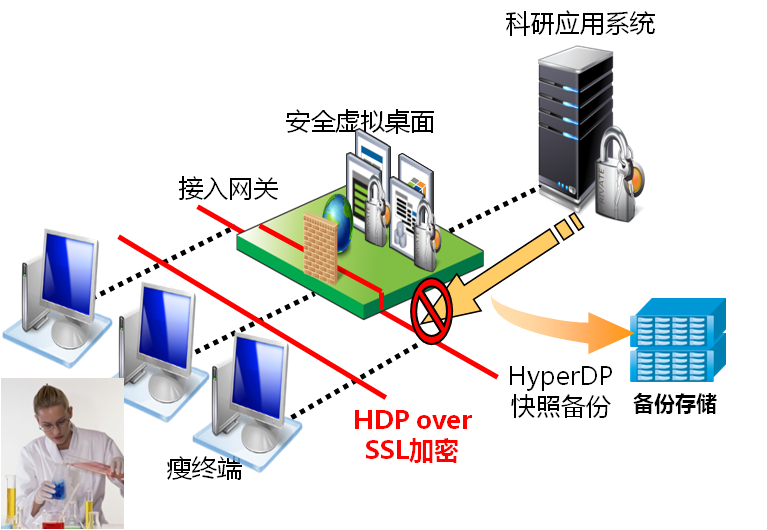 科研应用系统
安全虚拟桌面
接入网关
PRIVATE
HyperDP
快照备份
备份存储
HDP over
SSL加密
瘦终端